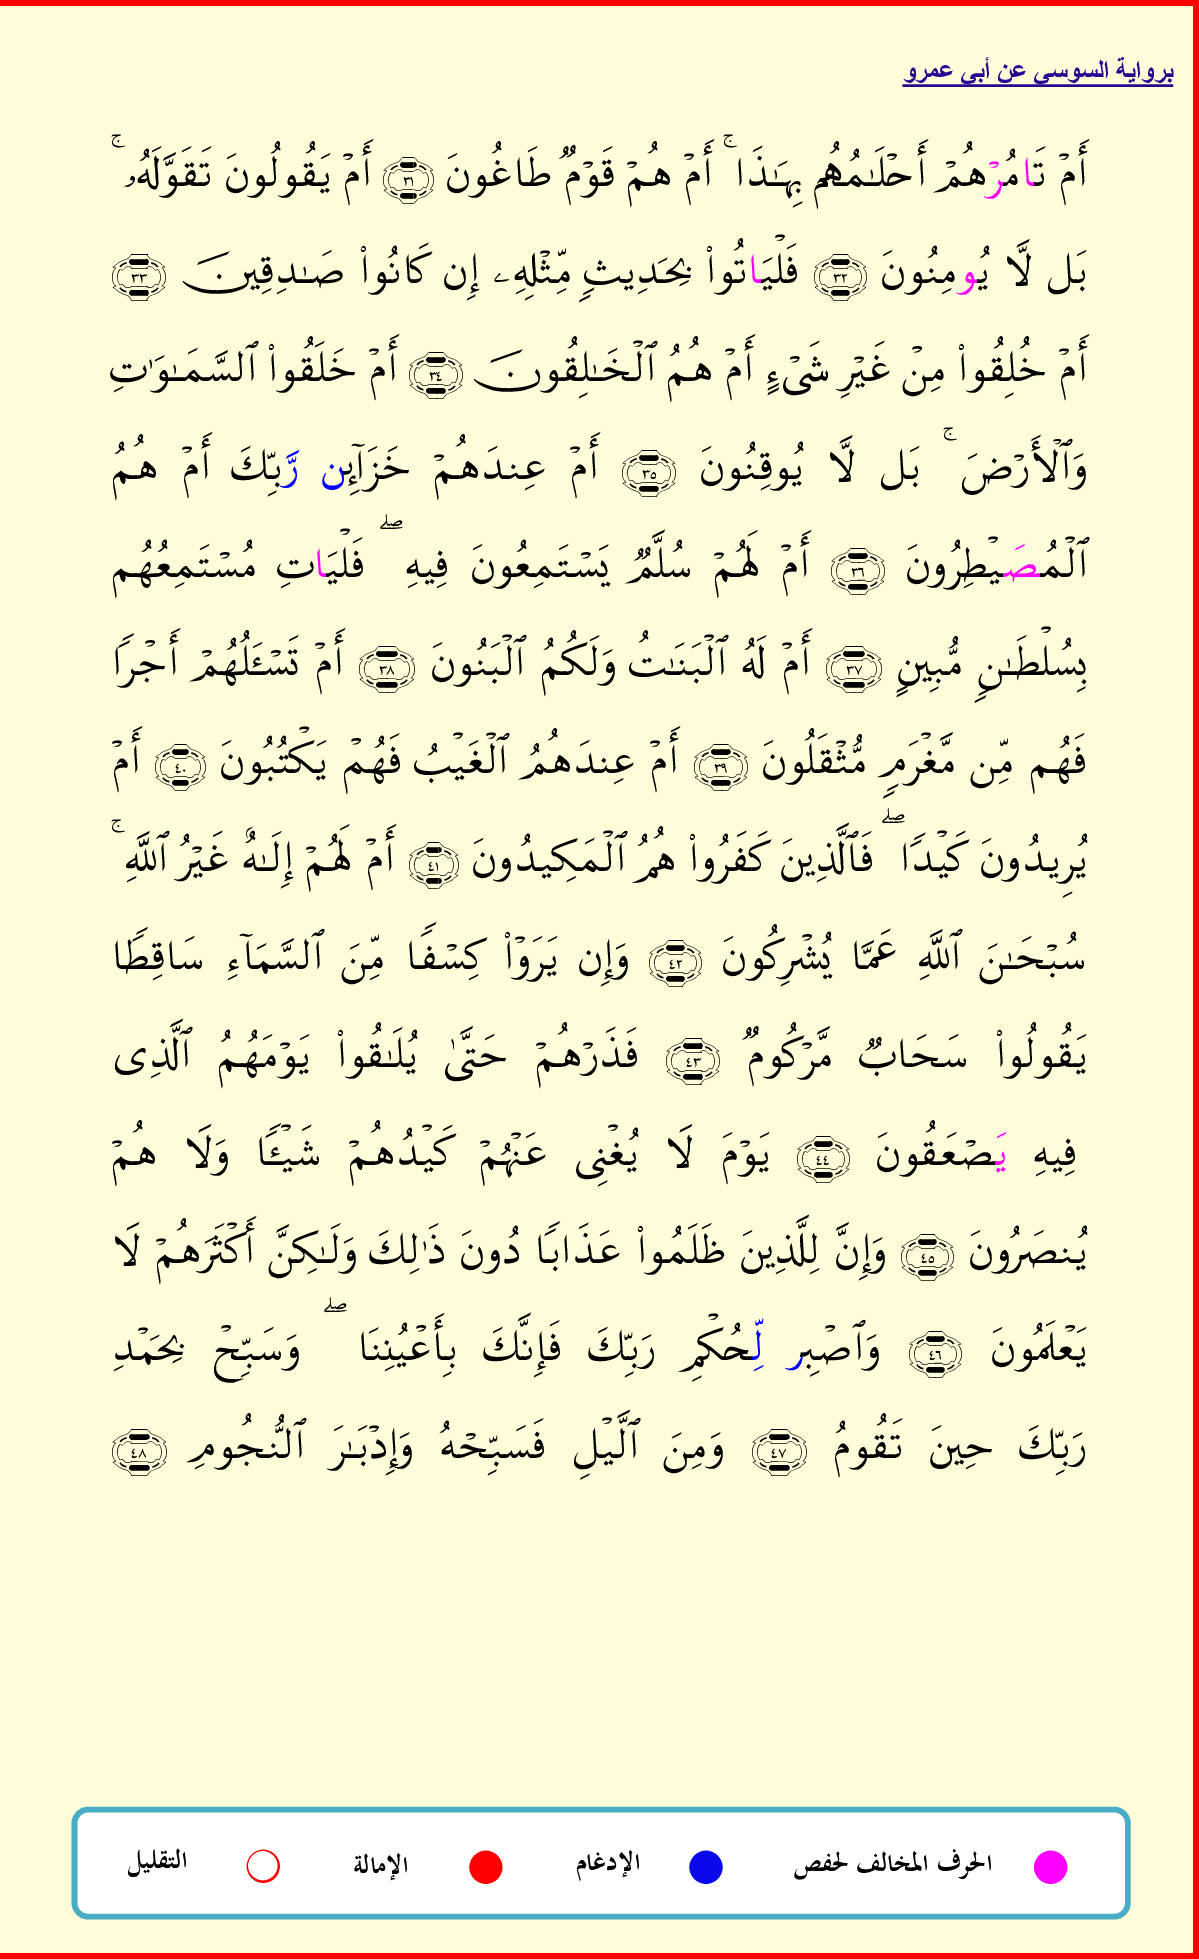 برواية السوسي عن أبي عمرو
أَمۡ تَامُرۡهُمۡ أَحۡلَٰمُهُم بِهَٰذَاۚ أَمۡ هُمۡ قَوۡمٞ طَاغُونَ ٣١ أَمۡ يَقُولُونَ تَقَوَّلَهُۥۚ
بَل لَّا يُومِنُونَ ٣٢ فَلۡيَاتُواْ بِحَدِيثٖ مِّثۡلِهِۦ إِن كَانُواْ صَٰدِقِينَ ٣٣
أَمۡ خُلِقُواْ مِنۡ غَيۡرِ شَيۡءٍ أَمۡ هُمُ ٱلۡخَٰلِقُونَ ٣٤ أَمۡ خَلَقُواْ ٱلسَّمَٰوَٰتِ
وَٱلۡأَرۡضَۚ بَل لَّا يُوقِنُونَ ٣٥ أَمۡ عِندَهُمۡ خَزَآئِن رَّبِّكَ أَمۡ هُمُ
ٱلۡمُصَيۡطِرُونَ ٣٦ أَمۡ لَهُمۡ سُلَّمٞ يَسۡتَمِعُونَ فِيهِۖ فَلۡيَاتِ مُسۡتَمِعُهُم
بِسُلۡطَٰنٖ مُّبِينٍ ٣٧ أَمۡ لَهُ ٱلۡبَنَٰتُ وَلَكُمُ ٱلۡبَنُونَ ٣٨ أَمۡ تَسۡـَٔلُهُمۡ أَجۡرٗا
فَهُم مِّن مَّغۡرَمٖ مُّثۡقَلُونَ ٣٩ أَمۡ عِندَهُمُ ٱلۡغَيۡبُ فَهُمۡ يَكۡتُبُونَ ٤٠ أَمۡ
يُرِيدُونَ كَيۡدٗاۖ فَٱلَّذِينَ كَفَرُواْ هُمُ ٱلۡمَكِيدُونَ ٤١ أَمۡ لَهُمۡ إِلَٰهٌ غَيۡرُ ٱللَّهِۚ
سُبۡحَٰنَ ٱللَّهِ عَمَّا يُشۡرِكُونَ ٤٢ وَإِن يَرَوۡاْ كِسۡفٗا مِّنَ ٱلسَّمَآءِ سَاقِطٗا
يَقُولُواْ سَحَابٞ مَّرۡكُومٞ ٤٣ فَذَرۡهُمۡ حَتَّىٰ يُلَٰقُواْ يَوۡمَهُمُ ٱلَّذِي
فِيهِ يَصۡعَقُونَ ٤٤ يَوۡمَ لَا يُغۡنِي عَنۡهُمۡ كَيۡدُهُمۡ شَيۡـٔٗا وَلَا هُمۡ
يُنصَرُونَ ٤٥ وَإِنَّ لِلَّذِينَ ظَلَمُواْ عَذَابٗا دُونَ ذَٰلِكَ وَلَٰكِنَّ أَكۡثَرَهُمۡ لَا
يَعۡلَمُونَ ٤٦ وَٱصۡبِر لِّحُكۡمِ رَبِّكَ فَإِنَّكَ بِأَعۡيُنِنَاۖ وَسَبِّحۡ بِحَمۡدِ
رَبِّكَ حِينَ تَقُومُ ٤٧ وَمِنَ ٱلَّيۡلِ فَسَبِّحۡهُ وَإِدۡبَٰرَ ٱلنُّجُومِ ٤٨
الحرف المخالف لحفص الإدغام الإمالة التقليل